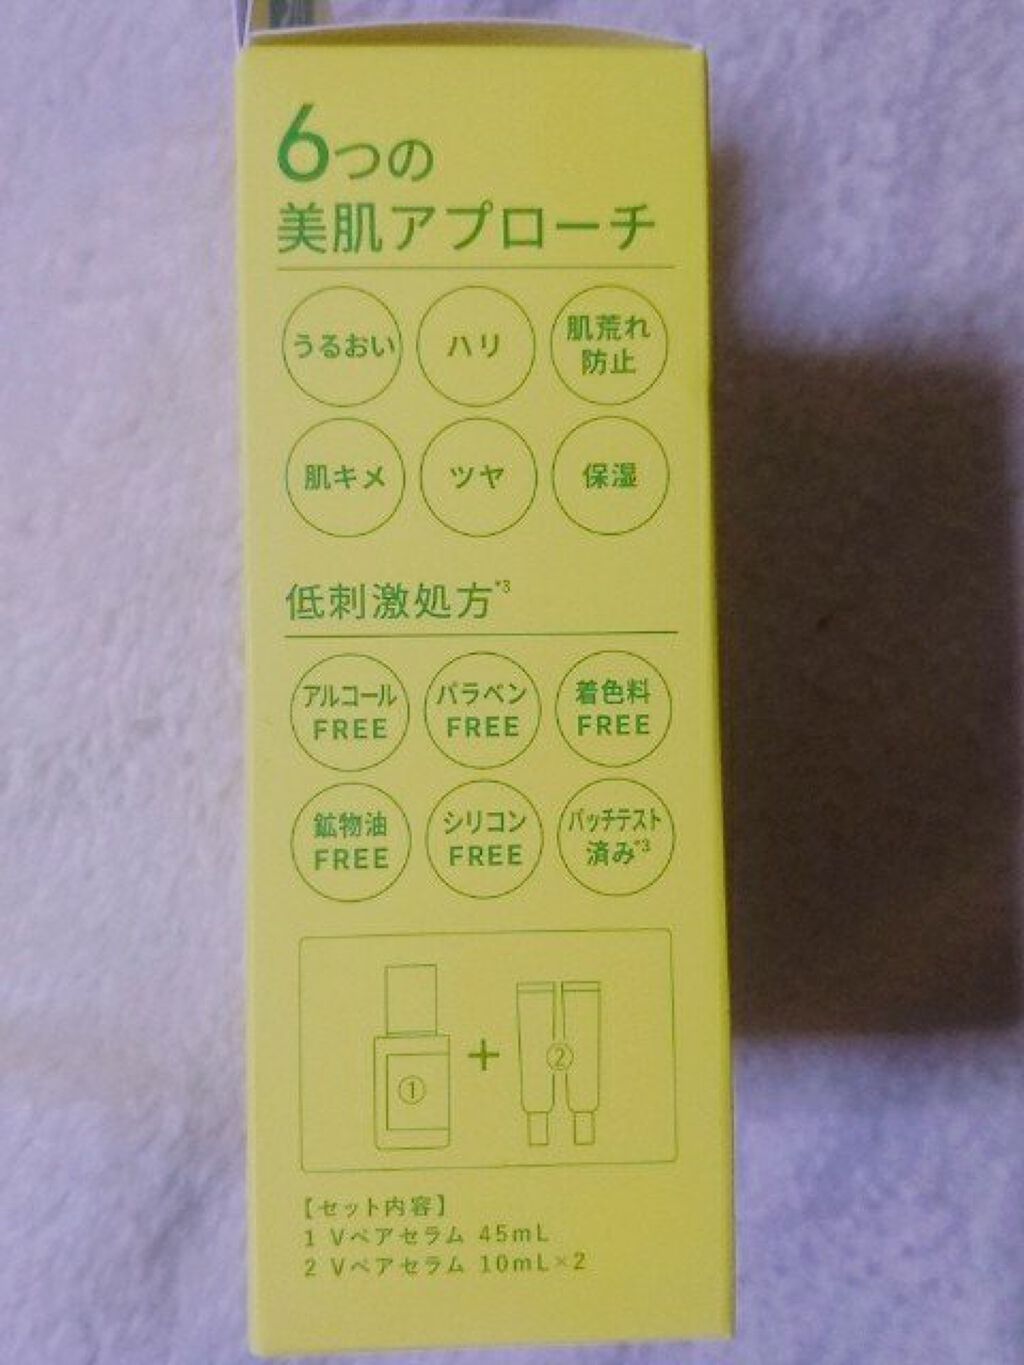 6つの
美肌アプローチ
うるおい
ハリ
肌荒れ
防止
肌キメ
ツヤ
保湿
低刺激処方*3
アルコール
FREE
パラベン
FREE
着色料
FREE
鉱物油
FREE
シリコン
FREE
パッチテスト
済み*3
①
+
②
【セット内容】
1 Vペアセラム 45mL
2 Vペアセラム 10mL×2